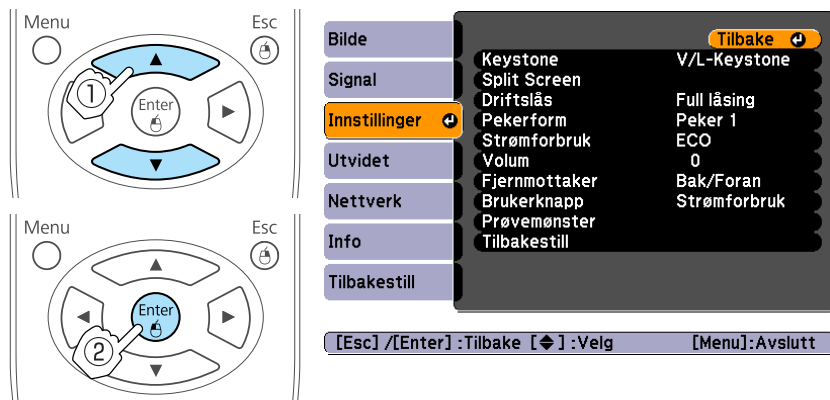 Menu
Esc
Enter
1
Menu
Esc
Enter
2
Bilde
Signal
Innstillinger
Utvidet
Nettverk
Info
Tilbakestill
Tilbake
Keystone V/L-Keystone
Split Screen
Driftslås Full låsing
Pekerform Peker 1
Strømforbruk ECO
Volum 0
Fjernmottaker Bak/Foran
Brukerknapp Strømforbruk
Prøvemønster
Tilbakestill
[Esc] /[Enter] :Tilbake [◆] :Velg [Menu]:Avslutt